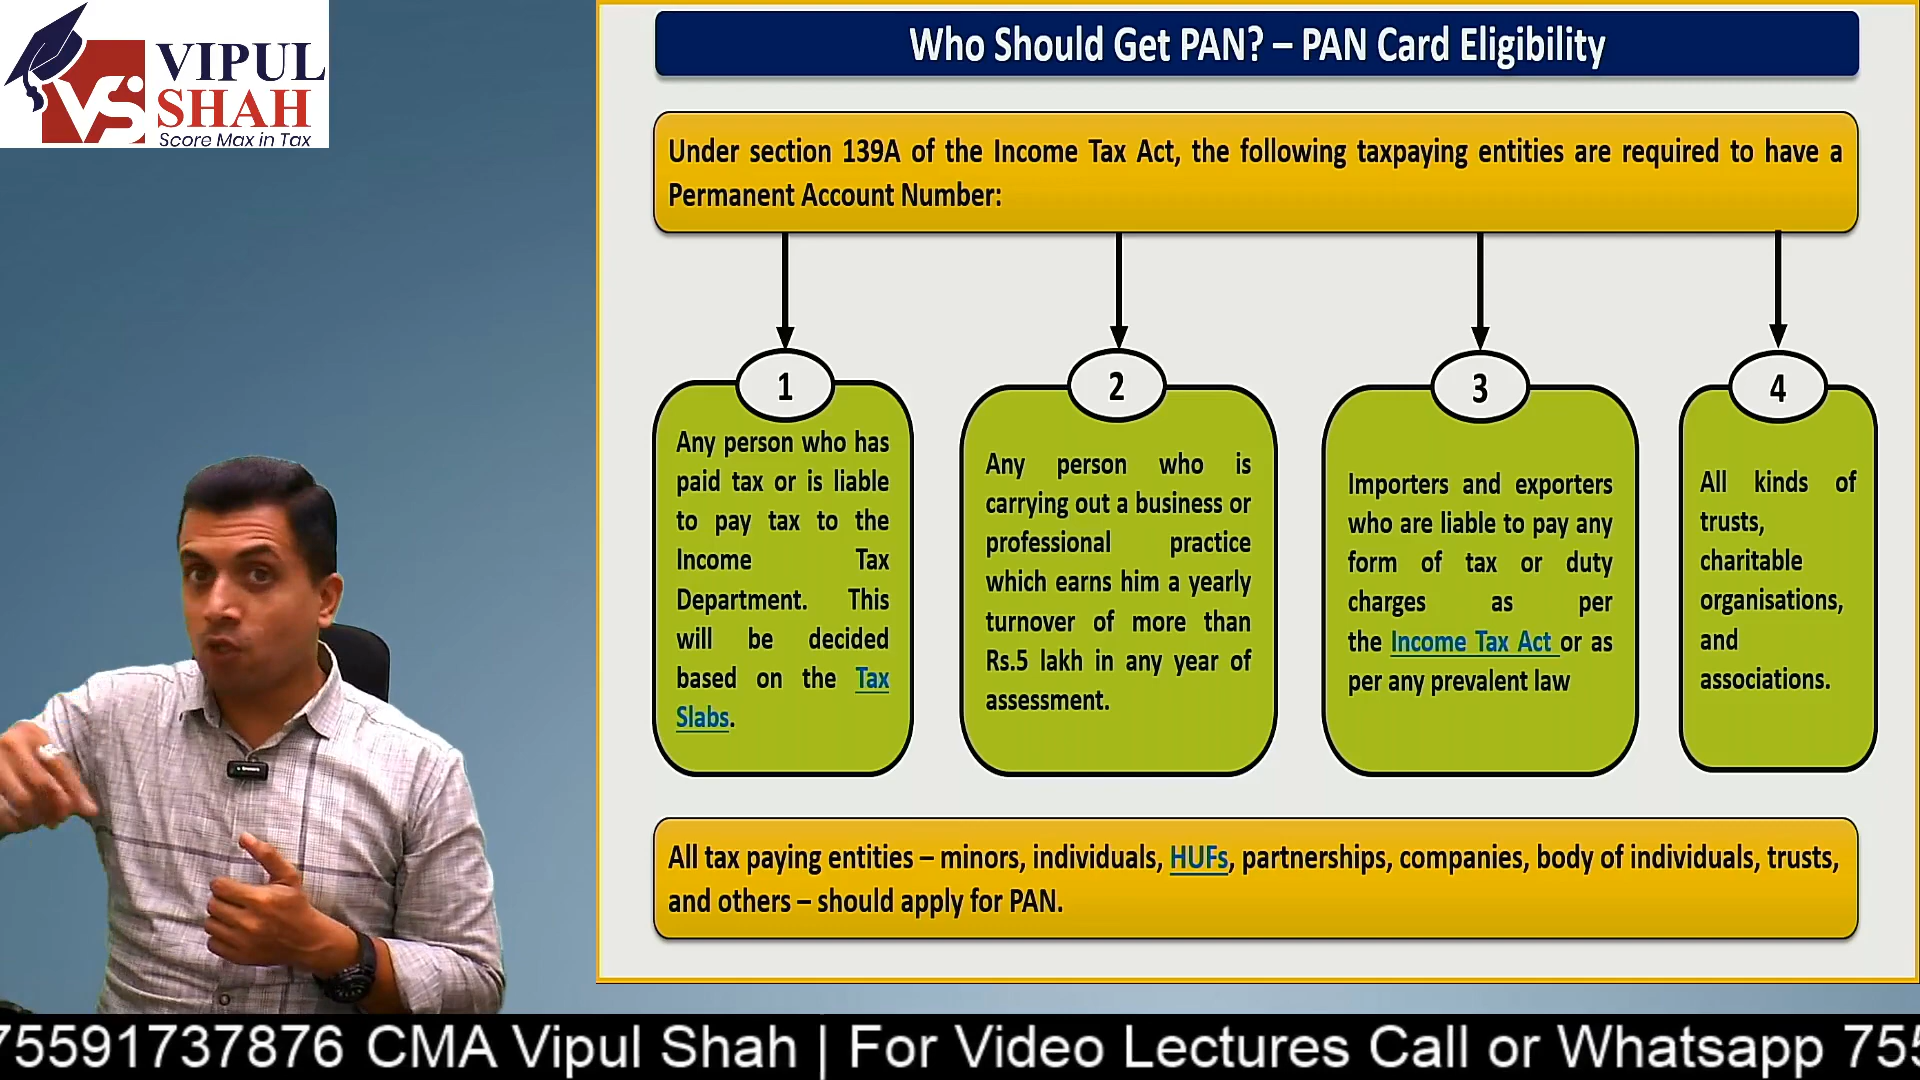 VIPUL
SHAH
VS
Score Max in Tax
Who Should Get PAN? – PAN Card Eligibility
Under section 139A of the Income Tax Act, the following taxpaying entities are required to have a
Permanent Account Number:
1
Any person who has
paid tax or is liable
to pay tax to the
Income Tax
Department. This
will be decided
based on the Tax
Slabs.
2
Any person who is
carrying out a business or
professional practice
which earns him a yearly
turnover of more than
Rs.5 lakh in any year of
assessment.
3
Importers and exporters
who are liable to pay any
form of tax or duty
charges as per
the Income Tax Act or as
per any prevalent law
4
All kinds of
trusts,
charitable
organisations,
and
associations.
All tax paying entities – minors, individuals, HUFs, partnerships, companies, body of individuals, trusts,
and others – should apply for PAN.
75591737876 CMA Vipul Shah | For Video Lectures Call or Whatsapp 755